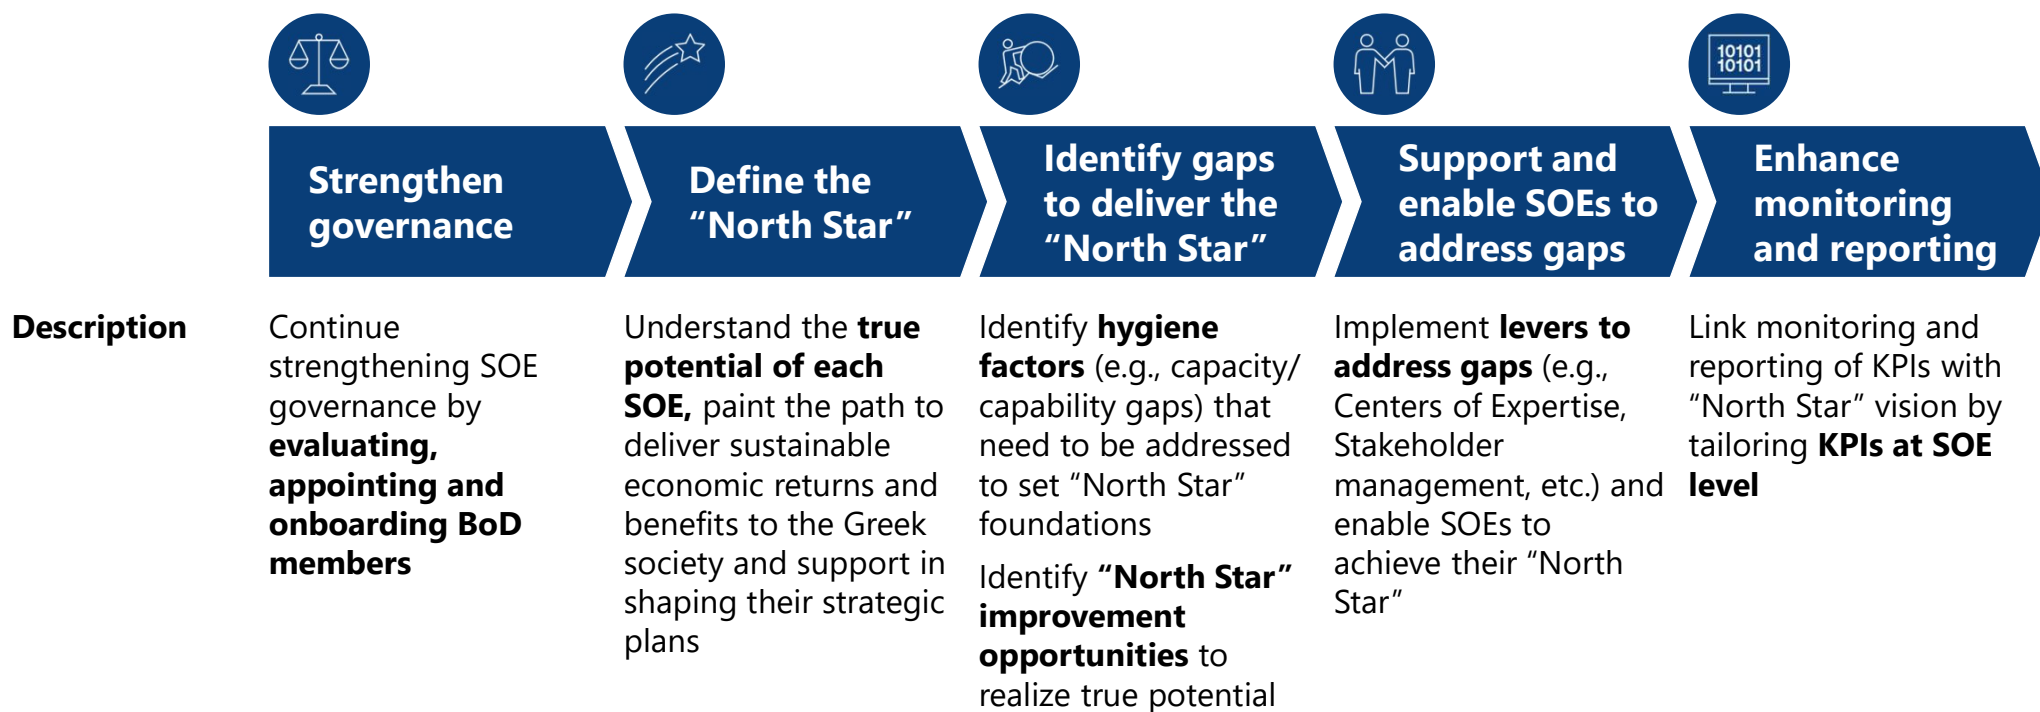 10101
10101
Strengthen
governance
Define the
“North Star”
Identify gaps
to deliver the
“North Star”
Support and
enable SOEs to
address gaps
Enhance
monitoring
and reporting
Description
Continue
strengthening SOE
governance by
evaluating,
appointing and
onboarding BoD
members
Understand the true
potential of each
SOE, paint the path to
deliver sustainable
economic returns and
benefits to the Greek
society and support in
shaping their strategic
plans
Identify hygiene
factors (e.g., capacity/
capability gaps) that
need to be addressed
to set “North Star”
foundations
Identify “North Star”
improvement
opportunities to
realize true potential
Implement levers to
address gaps (e.g.,
Centers of Expertise,
Stakeholder
management, etc.) and
enable SOEs to
achieve their “North
Star”
Link monitoring and
reporting of KPIs with
“North Star” vision by
tailoring KPIs at SOE
level